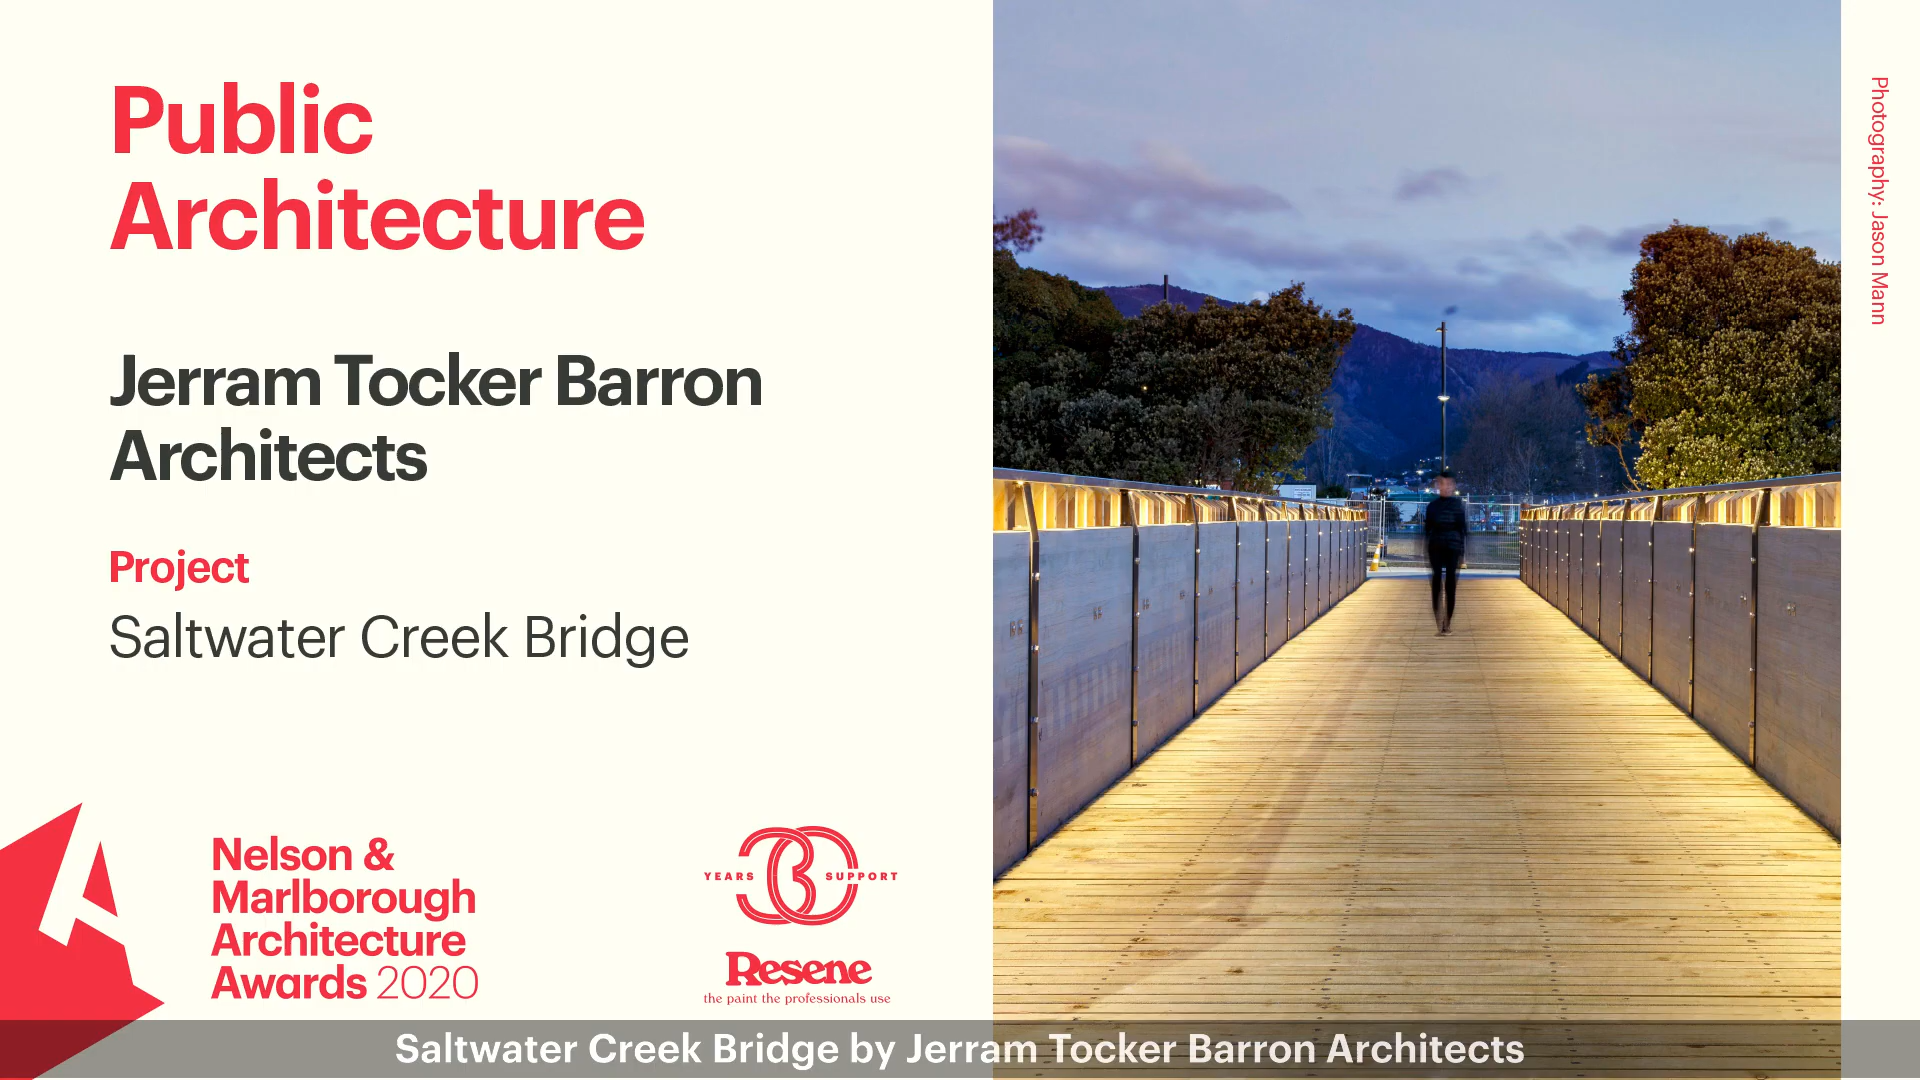 Public
Architecture
Jerram Tocker Barron
Architects
Project
Saltwater Creek Bridge
Nelson &
Marlborough
Architecture
Awards 2020
30
YEARS SUPPORT
Resene
the paint the professionals use
Photography: Jason Mann
Saltwater Creek Bridge by Jerram Tocker Barron Architects